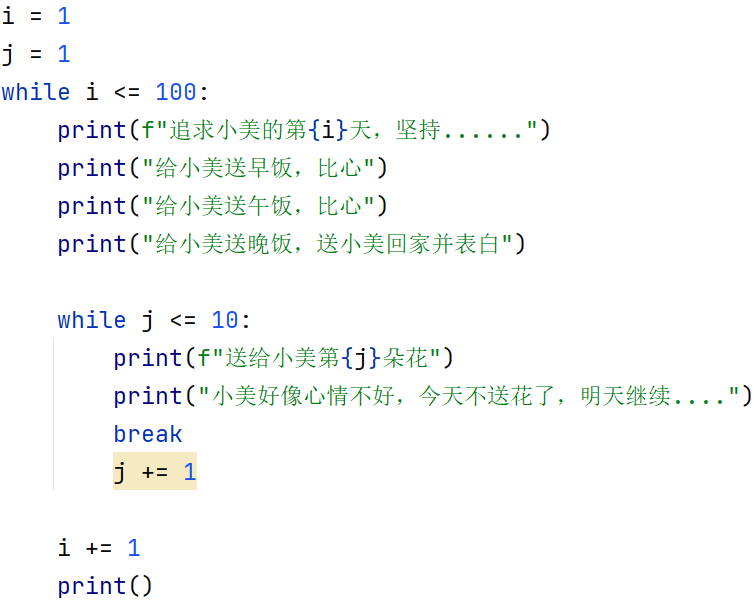 i = 1
j = 1
while i <= 100:
    print(f"追求小美的第{i}天，坚持......")
    print("给小美送早饭，比心")
    print("给小美送午饭，比心")
    print("给小美送晚饭，送小美回家并表白")

    while j <= 10:
        print(f"送给小美第{j}朵花")
        print("小美好像心情不好，今天不送花了，明天继续....")
        break
        j += 1

    i += 1
    print()